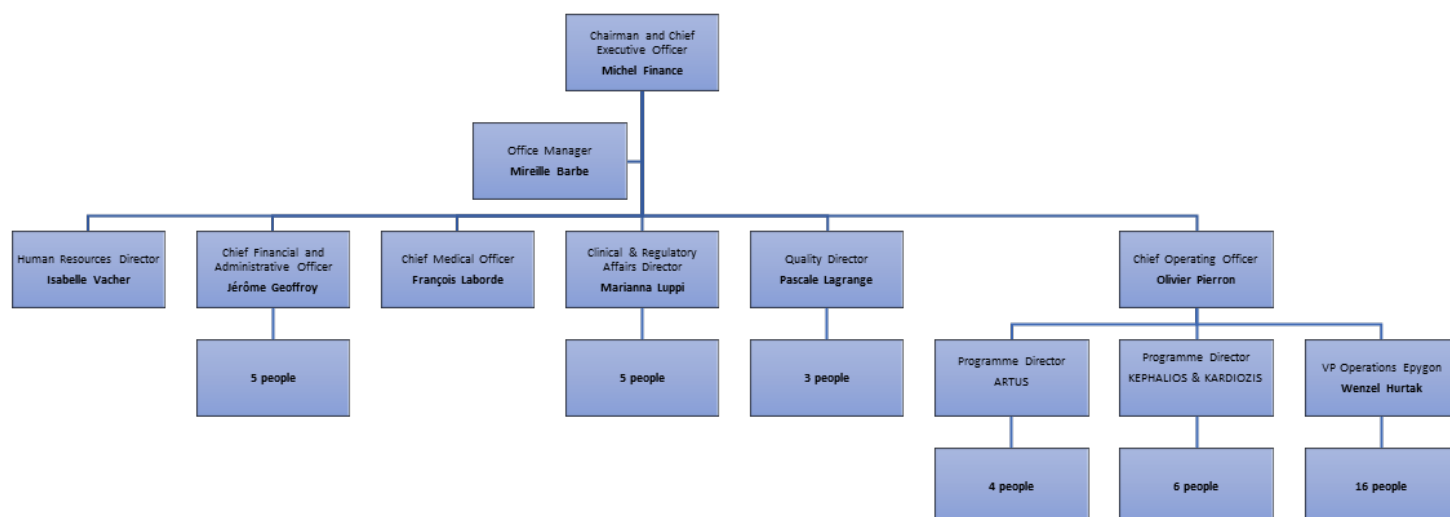 Chairman and Chief
Executive Officer
Michel Finance
Office Manager
Mireille Barbe
Human Resources Director
Isabelle Vacher
Chief Financial and
Administrative Officer
Jérôme Geoffroy
Chief Medical Officer
François Laborde
Clinical & Regulatory
Affairs Director
Marianna Luppi
Quality Director
Pascale Lagrange
Chief Operating Officer
Olivier Pierron
5 people
5 people
3 people
Programme Director
ARTUS
Programme Director
KEPHALIOS & KARDIOZIS
VP Operations Epygon
Wenzel Hurtak
4 people
6 people
16 people